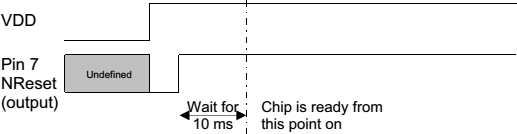 VDD
Pin 7
NReset
(output)
Undefined
Wait for
10 ms
Chip is ready from
this point on